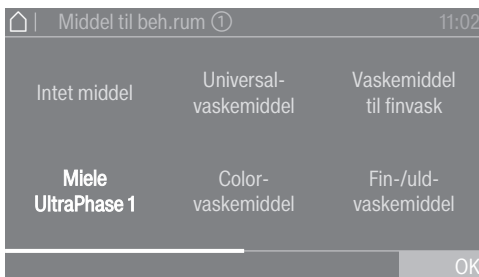 Middel til beh.rum ① 11:02
Intet middel
Universal-
vaskemiddel
Vaskemiddel
til finvask
Miele
UltraPhase 1
Color-
vaskemiddel
Fin-/uld-
vaskemiddel
OK